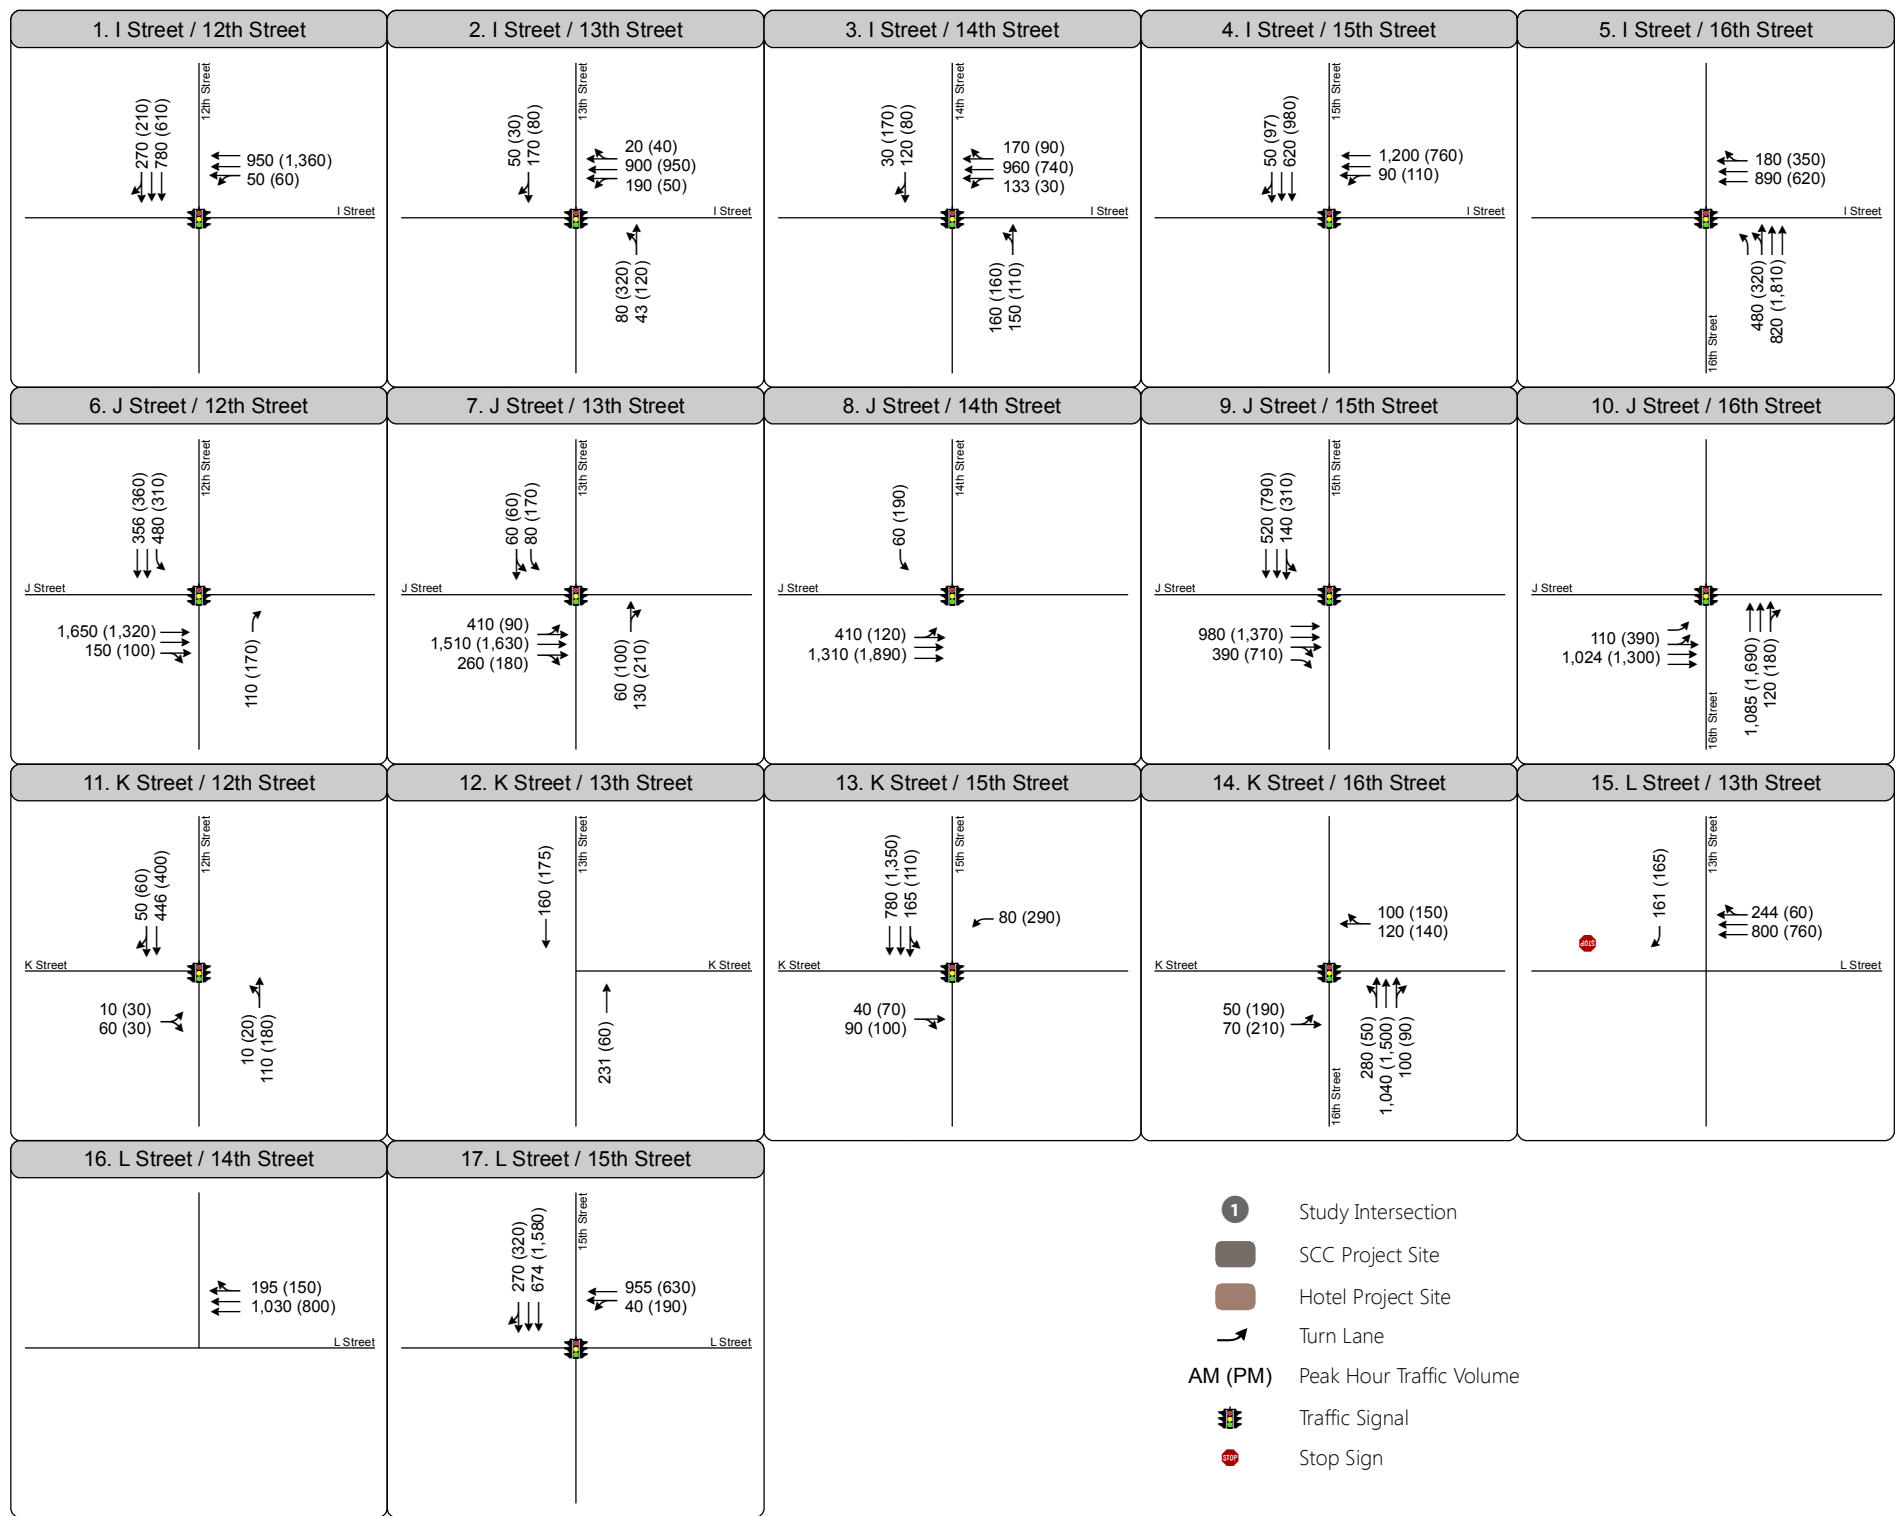 1. I Street / 12th Street
12th Street
270 (210)
780 (610)
950 (1,360)
50 (60)
I Street
2. I Street / 13th Street
13th Street
50 (30)
170 (80)
20 (40)
900 (950)
190 (50)
I Street
80 (320)
43 (120)
3. I Street / 14th Street
14th Street
30 (170)
120 (80)
170 (90)
960 (740)
133 (30)
I Street
160 (160)
150 (110)
4. I Street / 15th Street
15th Street
50 (97)
620 (980)
1,200 (760)
90 (110)
I Street
5. I Street / 16th Street
180 (350)
890 (620)
I Street
480 (320)
820 (1,810)
16th Street
6. J Street / 12th Street
12th Street
356 (360)
480 (310)
J Street
1,650 (1,320)
150 (100)
110 (170)
7. J Street / 13th Street
13th Street
60 (60)
80 (170)
J Street
410 (90)
1,510 (1,630)
260 (180)
60 (100)
130 (210)
8. J Street / 14th Street
14th Street
60 (190)
J Street
410 (120)
1,310 (1,890)
9. J Street / 15th Street
15th Street
520 (790)
140 (310)
J Street
980 (1,370)
390 (710)
10. J Street / 16th Street
J Street
110 (390)
1,024 (1,300)
1,085 (1,690)
120 (180)
16th Street
11. K Street / 12th Street
12th Street
50 (60)
446 (400)
K Street
10 (30)
60 (30)
10 (20)
110 (180)
12. K Street / 13th Street
13th Street
160 (175)
K Street
231 (60)
13. K Street / 15th Street
15th Street
780 (1,350)
165 (110)
80 (290)
K Street
40 (70)
90 (100)
14. K Street / 16th Street
100 (150)
120 (140)
K Street
50 (190)
70 (210)
280 (50)
1,040 (1,500)
100 (90)
16th Street
15. L Street / 13th Street
13th Street
161 (165)
244 (60)
800 (760)
STOP
L Street
16. L Street / 14th Street
195 (150)
1,030 (800)
L Street
17. L Street / 15th Street
15th Street
270 (320)
674 (1,580)
955 (630)
40 (190)
L Street
1 Study Intersection
SCC Project Site
Hotel Project Site
Turn Lane
AM (PM) Peak Hour Traffic Volume
Traffic Signal
STOP Stop Sign